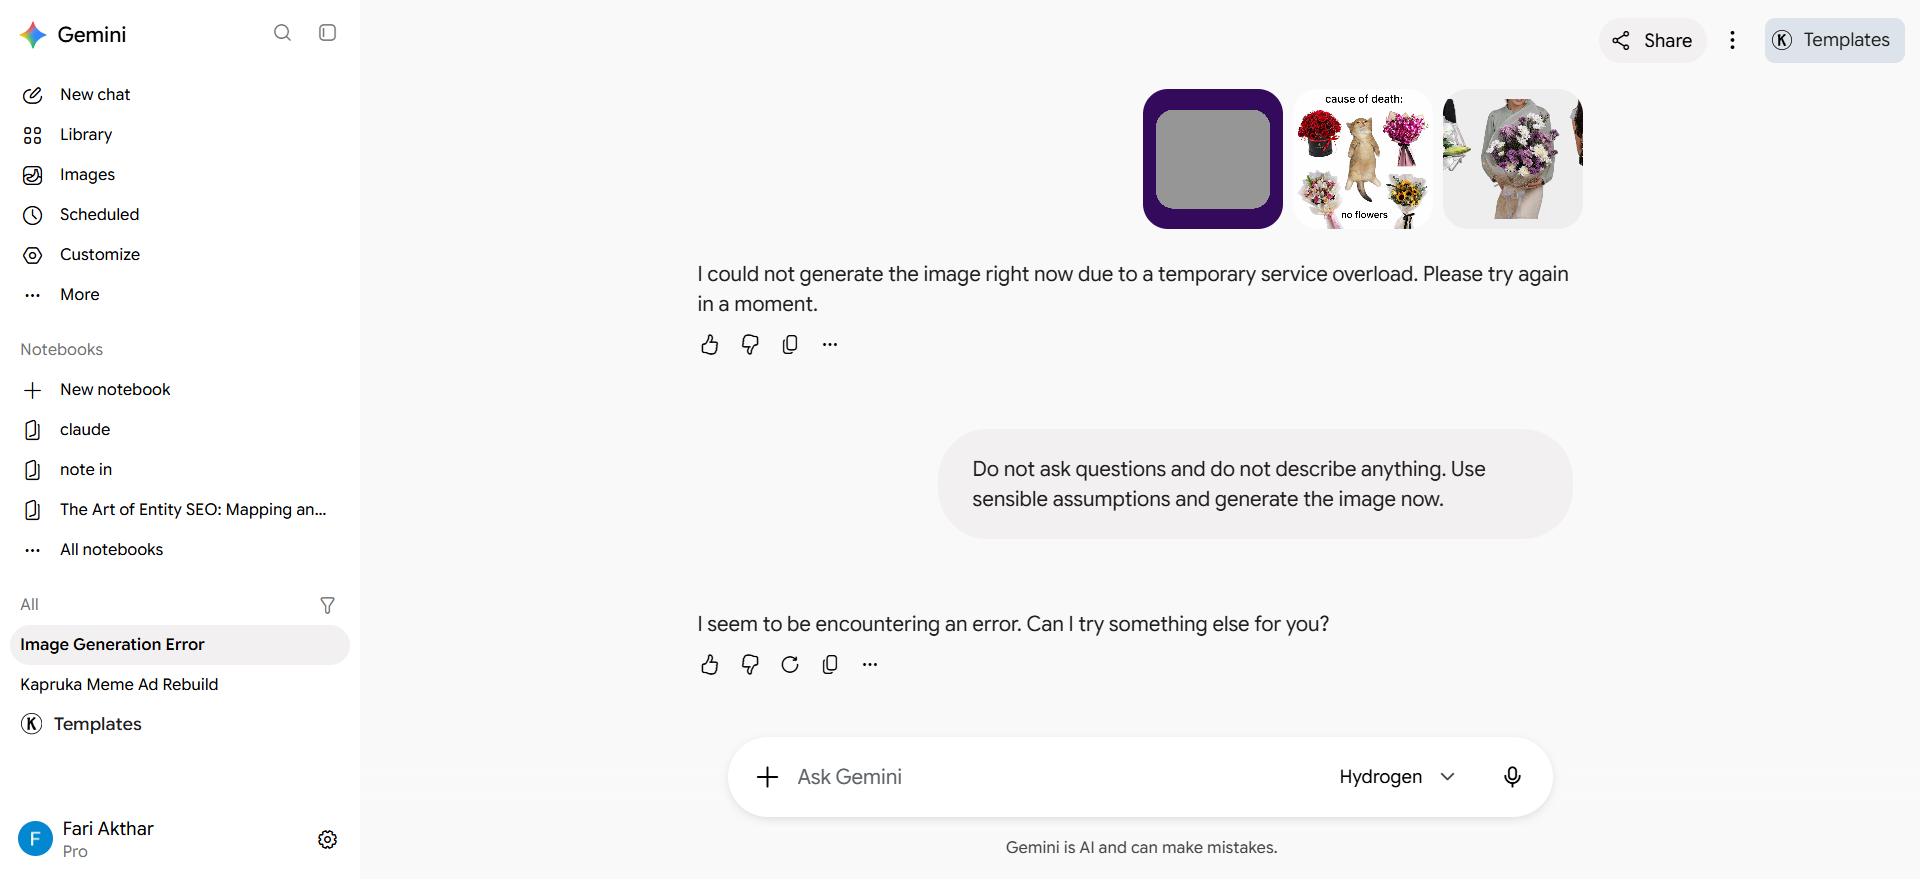 Gemini
New chat
Library
Images
Scheduled
Customize
More
Notebooks
New notebook
claude
note in
The Art of Entity SEO: Mapping an...
All notebooks
All
Image Generation Error
Kapruka Meme Ad Rebuild
K Templates
F
Fari Akthar
Pro
Share
K Templates
cause of death:
no flowers
I could not generate the image right now due to a temporary service overload. Please try again
in a moment.
Do not ask questions and do not describe anything. Use
sensible assumptions and generate the image now.
I seem to be encountering an error. Can I try something else for you?
Ask Gemini
Hydrogen
Gemini is AI and can make mistakes.